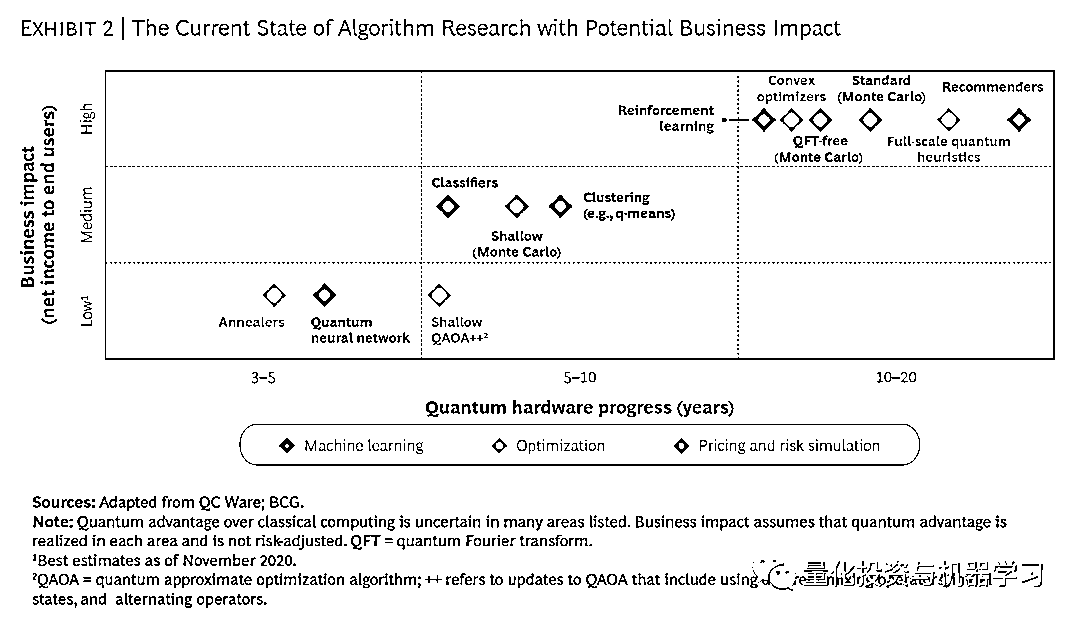 EXHIBIT 2 | The Current State of Algorithm Research with Potential Business Impact
Business impact
(net income to end users)
High
Medium
Low¹
Reinforcement
learning
Convex
optimizers
Standard
(Monte Carlo)
Recommenders
QFT-free
(Monte Carlo)
Full-scale quantum
heuristics
Classifiers
Clustering
(e.g., q-means)
Shallow
(Monte Carlo)
Annealers
Quantum
neural network
Shallow
QAOA++²
3–5
5–10
10–20
Quantum hardware progress (years)
Machine learning
Optimization
Pricing and risk simulation
Sources: Adapted from QC Ware; BCG.
Note: Quantum advantage over classical computing is uncertain in many areas listed. Business impact assumes that quantum advantage is
realized in each area and is not risk-adjusted. QFT = quantum Fourier transform.
¹Best estimates as of November 2020.
²QAOA = quantum approximate optimization algorithm; ++ refers to updates to QAOA that include using
states, and alternating operators.
量化投资与机器学习